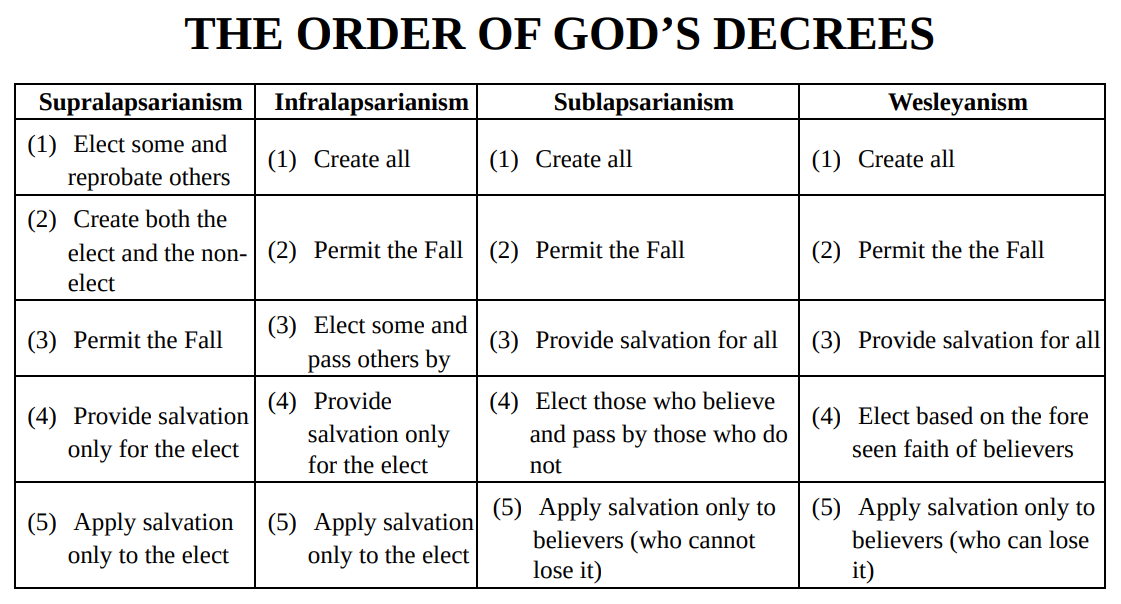 THE ORDER OF GOD’S DECREES
Supralapsarianism Infralapsarianism Sublapsarianism Wesleyanism
(1) Elect some and
reprobate others
(1) Create all
(1) Create all
(1) Create all
(2) Create both the
elect and the non-
elect
(2) Permit the Fall
(2) Permit the Fall
(2) Permit the the Fall
(3) Permit the Fall
(3) Elect some and
pass others by
(3) Provide salvation for all
(3) Provide salvation for all
(4) Provide salvation
only for the elect
(4) Provide
salvation only
for the elect
(4) Elect those who believe
and pass by those who do
not
(4) Elect based on the fore
seen faith of believers
(5) Apply salvation
only to the elect
(5) Apply salvation
only to the elect
(5) Apply salvation only to
believers (who cannot
lose it)
(5) Apply salvation only to
believers (who can lose
it)